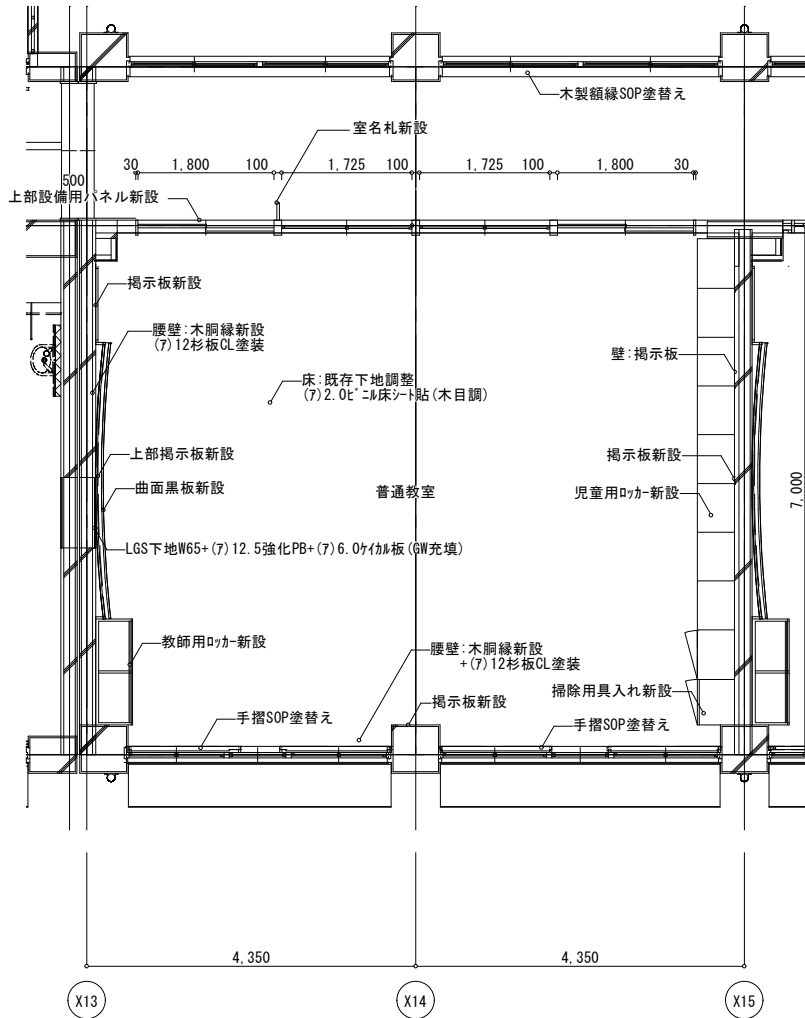 木製額縁SOP塗替え
室名札新設
30 1,800 100 1,725 100 1,725 100 1,800 30
500
上部設備用パネル新設
掲示板新設
腰壁:木胴縁新設
(ｱ)12杉板CL塗装
床:既存下地調整
(ｱ)2.0ﾋﾞﾆﾙ床ｼｰﾄ貼(木目調)
壁:掲示板
上部掲示板新設
掲示板新設
曲面黒板新設
普通教室
児童用ﾛｯｶｰ新設
7,000
LGS下地W65+(ｱ)12.5強化PB+(ｱ)6.0ｹｲｶﾙ板(GW充填)
教師用ﾛｯｶｰ新設
腰壁:木胴縁新設
+(ｱ)12杉板CL塗装
掃除用具入れ新設
掲示板新設
手摺SOP塗替え
手摺SOP塗替え
4,350 4,350
X13 X14 X15